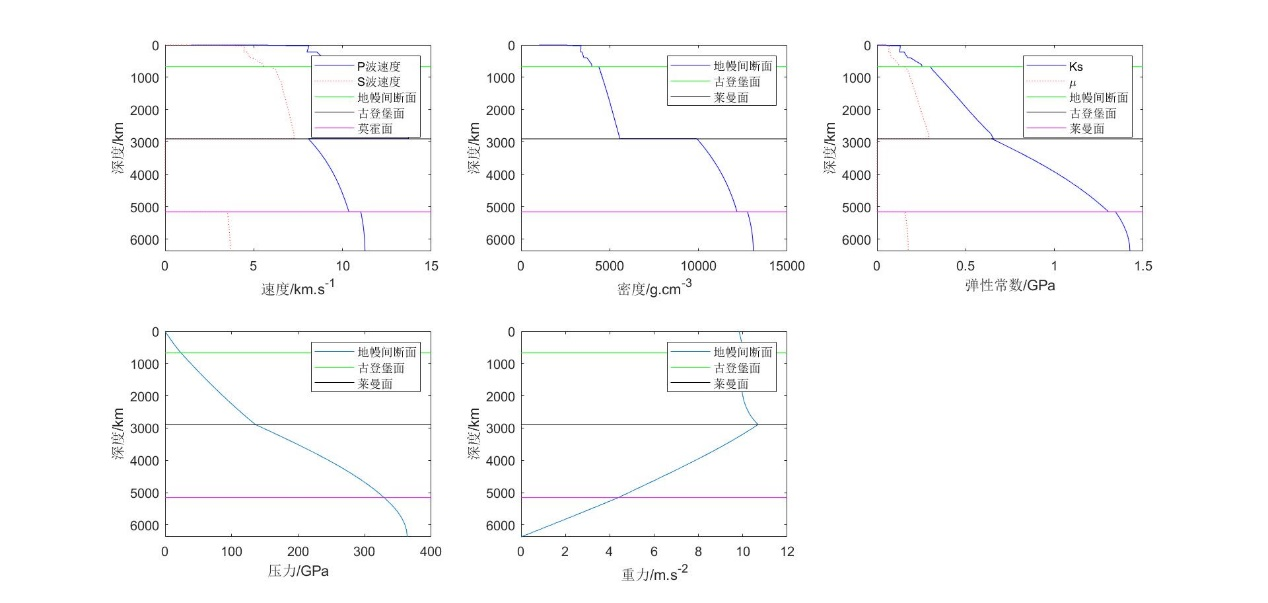 0
1000
2000
3000
4000
5000
6000
深度/km
0
5
10
15
速度/km.s-1
P波速度
S波速度
地幔间断面
古登堡面
莫霍面
0
1000
2000
3000
4000
5000
6000
深度/km
0
5000
10000
15000
密度/g.cm-3
地幔间断面
古登堡面
莱曼面
0
1000
2000
3000
4000
5000
6000
深度/km
0
0.5
1
1.5
弹性常数/GPa
Ks
μ
地幔间断面
古登堡面
莱曼面
0
1000
2000
3000
4000
5000
6000
深度/km
0
100
200
300
400
压力/GPa
地幔间断面
古登堡面
莱曼面
0
1000
2000
3000
4000
5000
6000
深度/km
0
2
4
6
8
10
12
重力/m.s-2
地幔间断面
古登堡面
莱曼面